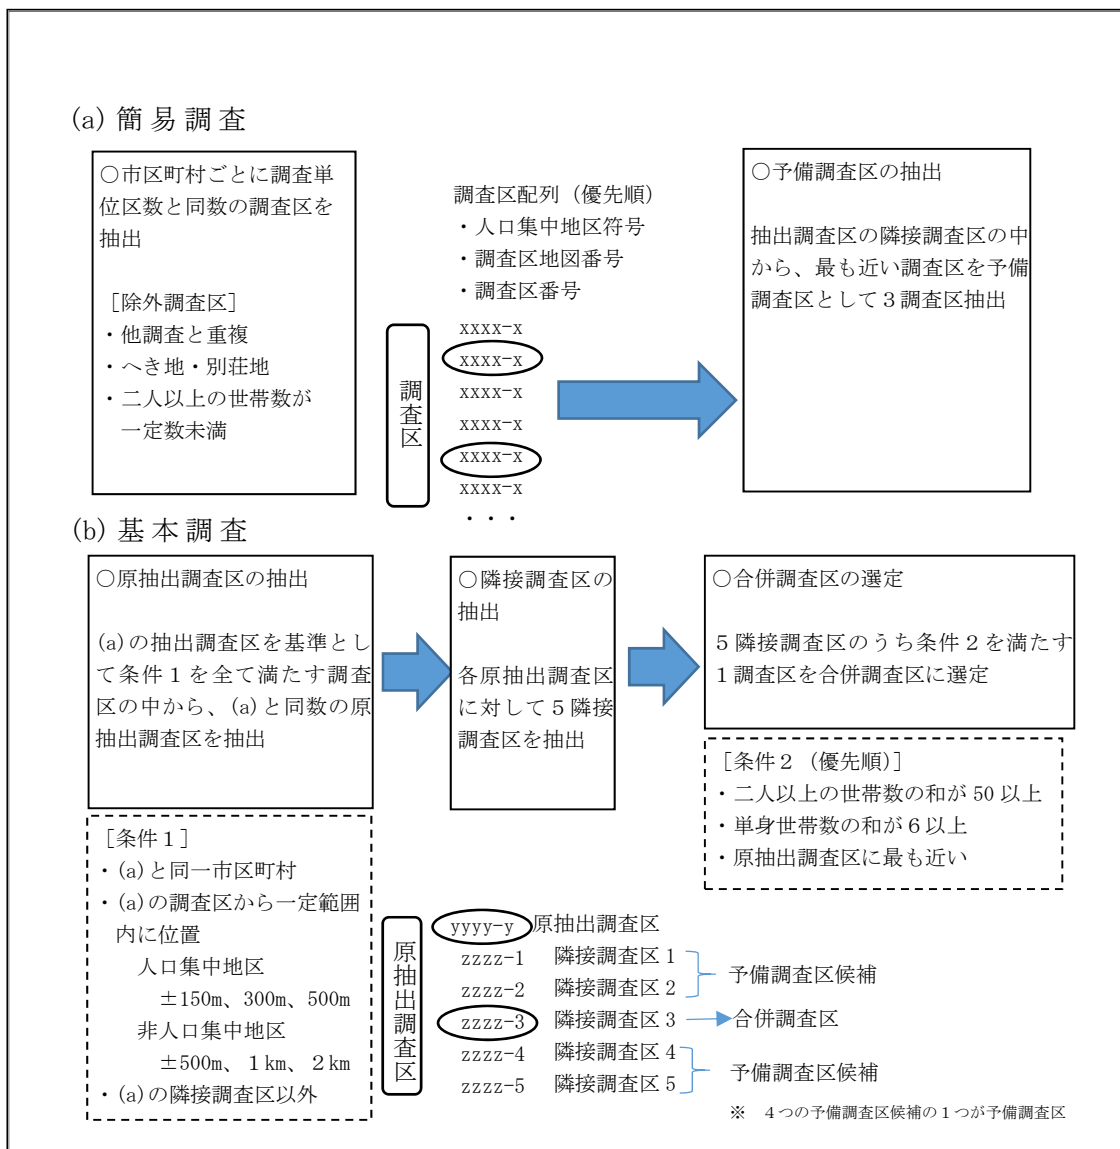 (a) 簡易調査
○市区町村ごとに調査単
位区数と同数の調査区を
抽出
[除外調査区]
・他調査と重複
・へき地・別荘地
・二人以上の世帯数が
一定数未満
調査区配列（優先順）
・人口集中地区符号
・調査区地図番号
・調査区番号
調査区
xxxx-x
xxxx-x
xxxx-x
xxxx-x
xxxx-x
xxxx-x
・・・
○予備調査区の抽出
抽出調査区の隣接調査区の中
から、最も近い調査区を予備
調査区として３調査区抽出
(b) 基本調査
○原抽出調査区の抽出
(a)の抽出調査区を基準とし
て条件１を全て満たす調査
区の中から、(a)と同数の原
抽出調査区を抽出
[条件１]
・(a)と同一市区町村
・(a)の調査区から一定範囲
内に位置
人口集中地区
±150m、300m、500m
非人口集中地区
±500m、１km、２km
・(a)の隣接調査区以外
○隣接調査区の
抽出
各原抽出調査区
に対して５隣接
調査区を抽出
○合併調査区の選定
５隣接調査区のうち条件２を満たす
１調査区を合併調査区に選定
[条件２（優先順）]
・二人以上の世帯数の和が 50 以上
・単身世帯数の和が６以上
・原抽出調査区に最も近い
原抽出調査区
yyyy-y 原抽出調査区
zzzz-1 隣接調査区１
zzzz-2 隣接調査区２
予備調査区候補
zzzz-3 隣接調査区３ 合併調査区
zzzz-4 隣接調査区４
zzzz-5 隣接調査区５
予備調査区候補
※ ４つの予備調査区候補の１つが予備調査区